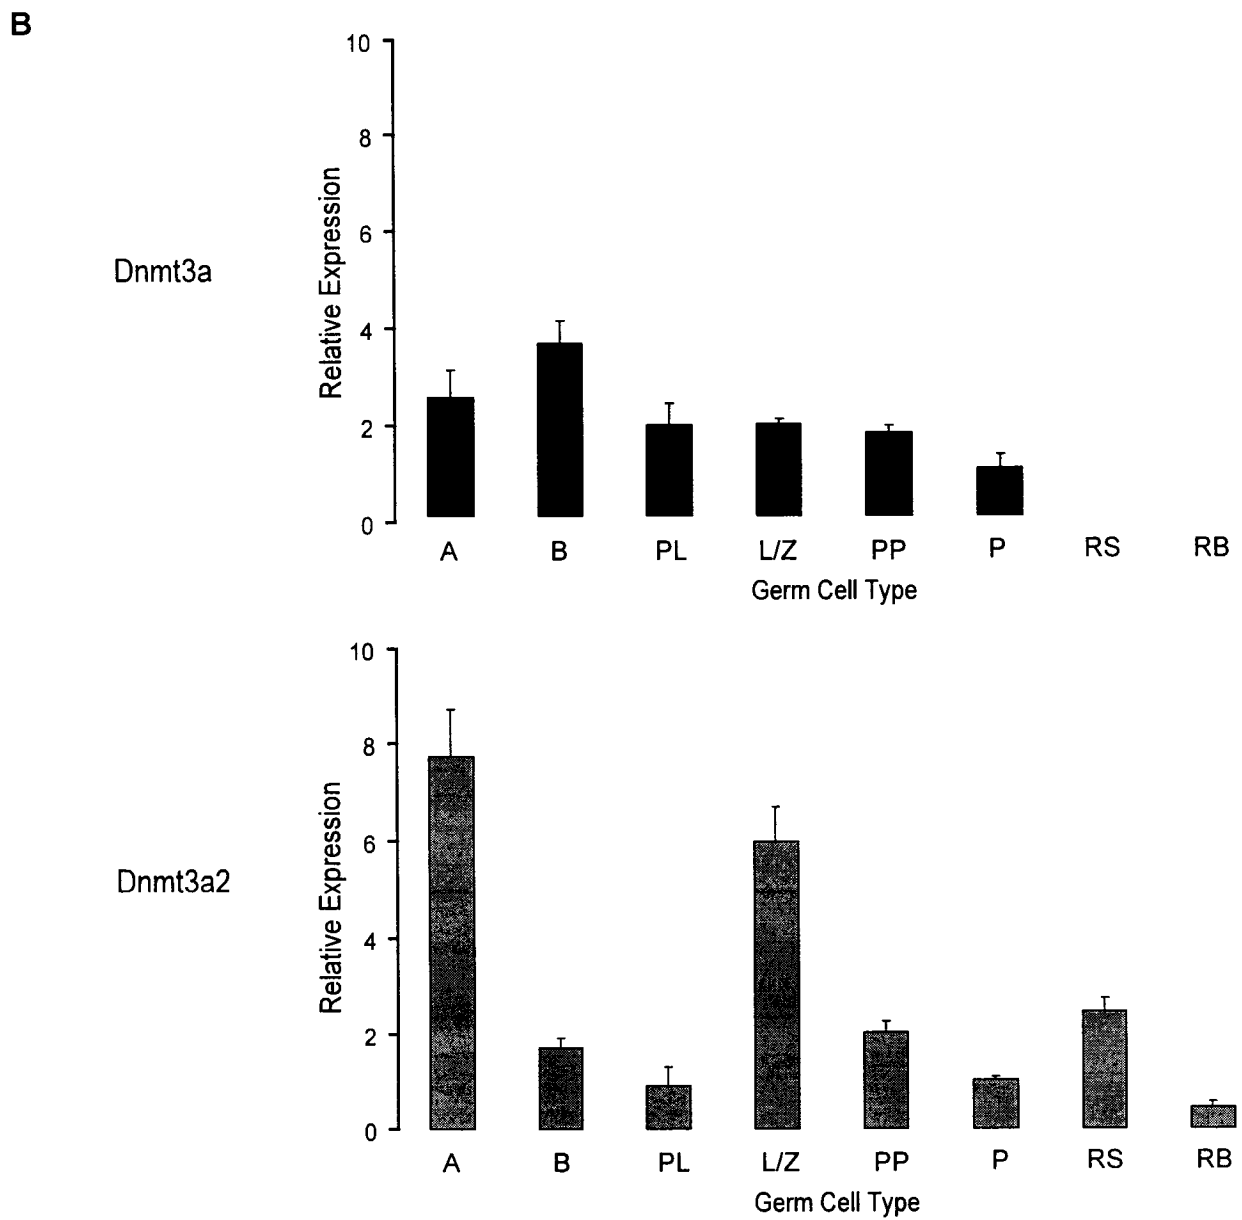 B
10
8
6
4
2
0
Relative Expression
Dnmt3a
A B PL L/Z PP P RS RB
Germ Cell Type
10
8
6
4
2
0
Relative Expression
Dnmt3a2
A B PL L/Z PP P RS RB
Germ Cell Type